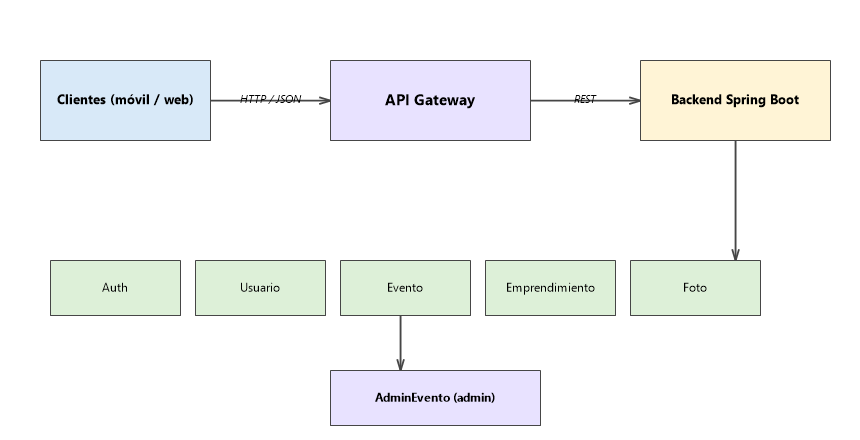 Clientes (móvil / web)
HTTP / JSON
API Gateway
REST
Backend Spring Boot
Auth
Usuario
Evento
Emprendimiento
Foto
AdminEvento (admin)